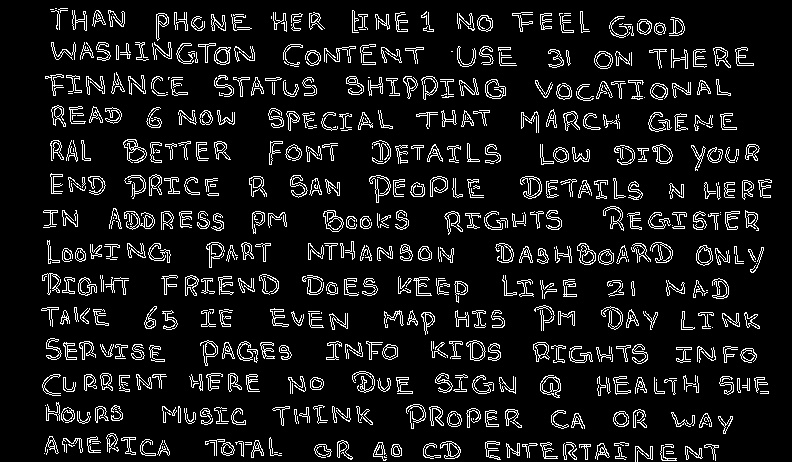 THAN PHONE HER LINE 1 NO FEEL GOOD
WASHINGTON CONTENT USE 31 ON THERE
FINANCE STATUS SHIPPING VOCATIONAL
READ 6 NOW SPECIAL THAT MARCH GENE
RAL BETTER FONT DETAILS LOW DID YOUR
END PRICE R SAN PEOPLE DETAILS N HERE
IN ADDRESS PM BOOKS RIGHTS REGISTER
LOOKING PART NTHANSON DASHBOARD ONLY
RIGHT FRIEND DOES KEEP LIKE 21 NAD
TAKE 65 IE EVEN MAP HIS PM DAY LINK
SERVISE PAGES INFO KIDS RIGHTS INFO
CURRENT HERE NO DUE SIGN Q HEALTH SHE
HOURS MUSIC THINK PROPER CA OR WAY
AMERICA TOTAL OR 40 CD ENTERTAINENT